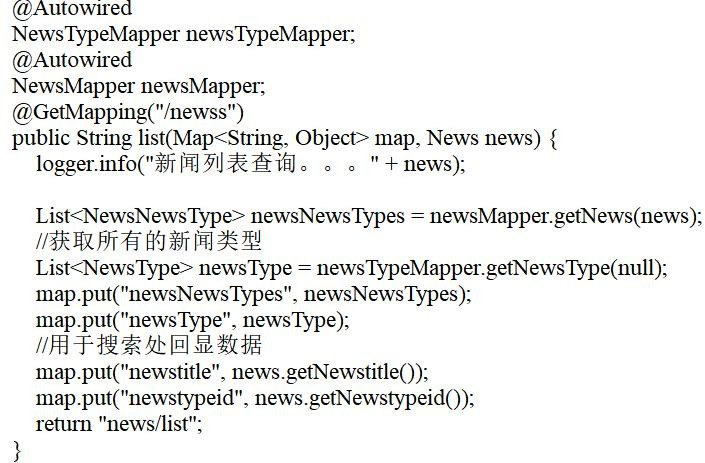 @Autowired
NewsTypeMapper newsTypeMapper;
@Autowired
NewsMapper newsMapper;
@GetMapping("/newss")
public String list(Map<String, Object> map, News news) {
logger.info("新闻列表查询。。。" + news);
List<NewsNewsType> newsNewsTypes = newsMapper.getNews(news);
//获取所有的新闻类型
List<NewsType> newsType = newsTypeMapper.getNewsType(null);
map.put("newsNewsTypes", newsNewsTypes);
map.put("newsType", newsType);
//用于搜索处回显数据
map.put("newstitle", news.getNewstitle());
map.put("newstypeid", news.getNewstypeid());
return "news/list";
}